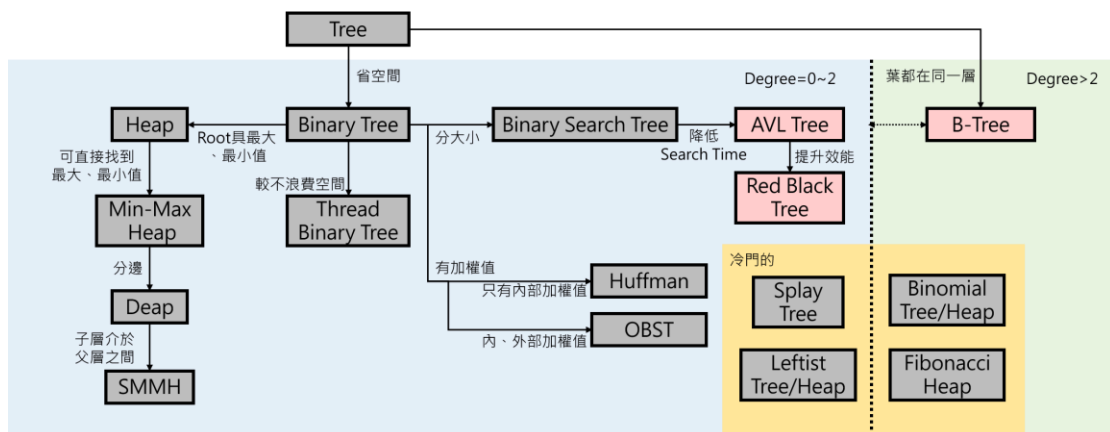 Tree
省空間
Degree=0~2
葉都在同一層
Degree>2
Heap
Root具最大
、最小值
Binary Tree
分大小
Binary Search Tree
降低
Search Time
AVL Tree
B-Tree
可直接找到
最大、最小值
較不浪費空間
提升效能
Min-Max
Heap
Thread
Binary Tree
Red Black
Tree
分邊
有加權值
只有內部加權值
Huffman
冷門的
Splay
Tree
Binomial
Tree/Heap
Deap
內、外部加權值
OBST
子層介於
父層之間
SMMH
Leftist
Tree/Heap
Fibonacci
Heap